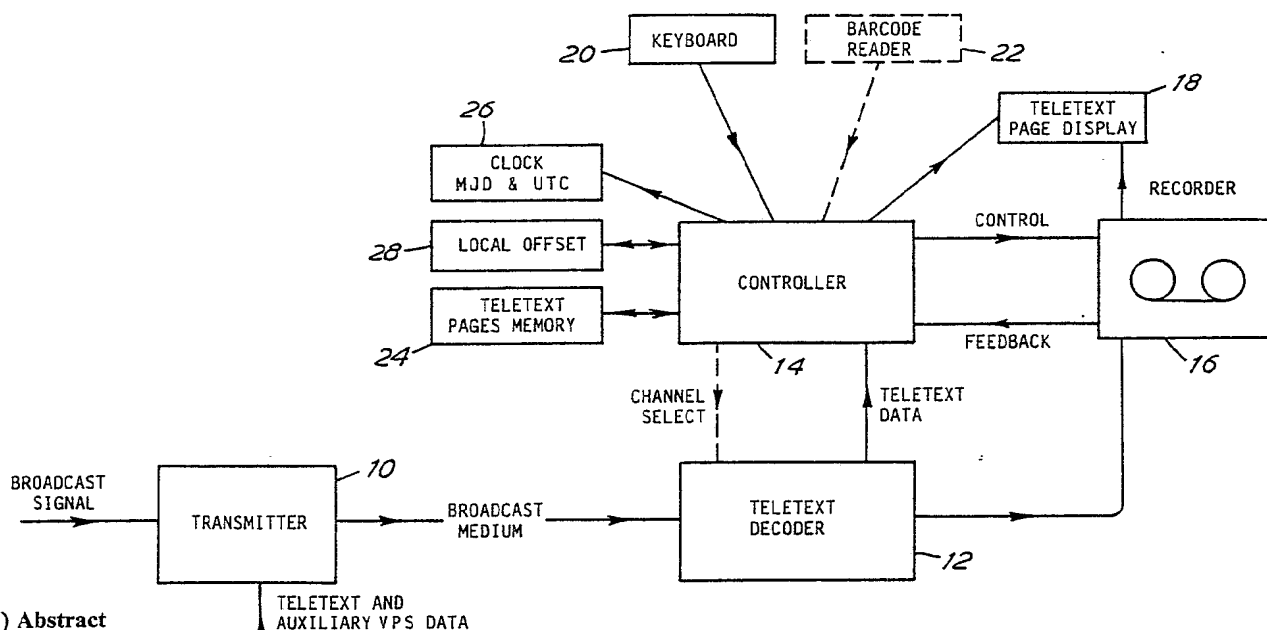 20
KEYBOARD
BARCODE
READER
22
18
TELETEXT
PAGE DISPLAY
26
CLOCK
MJD & UTC
RECORDER
28
LOCAL OFFSET
CONTROL
CONTROLLER
TELETEXT
PAGES MEMORY
24
FEEDBACK
14
16
CHANNEL
SELECT
TELETEXT
DATA
10
BROADCAST
SIGNAL
TRANSMITTER
BROADCAST
MEDIUM
TELETEXT
DECODER
12
TELETEXT AND
AUXILIARY VPS DATA
) Abstract